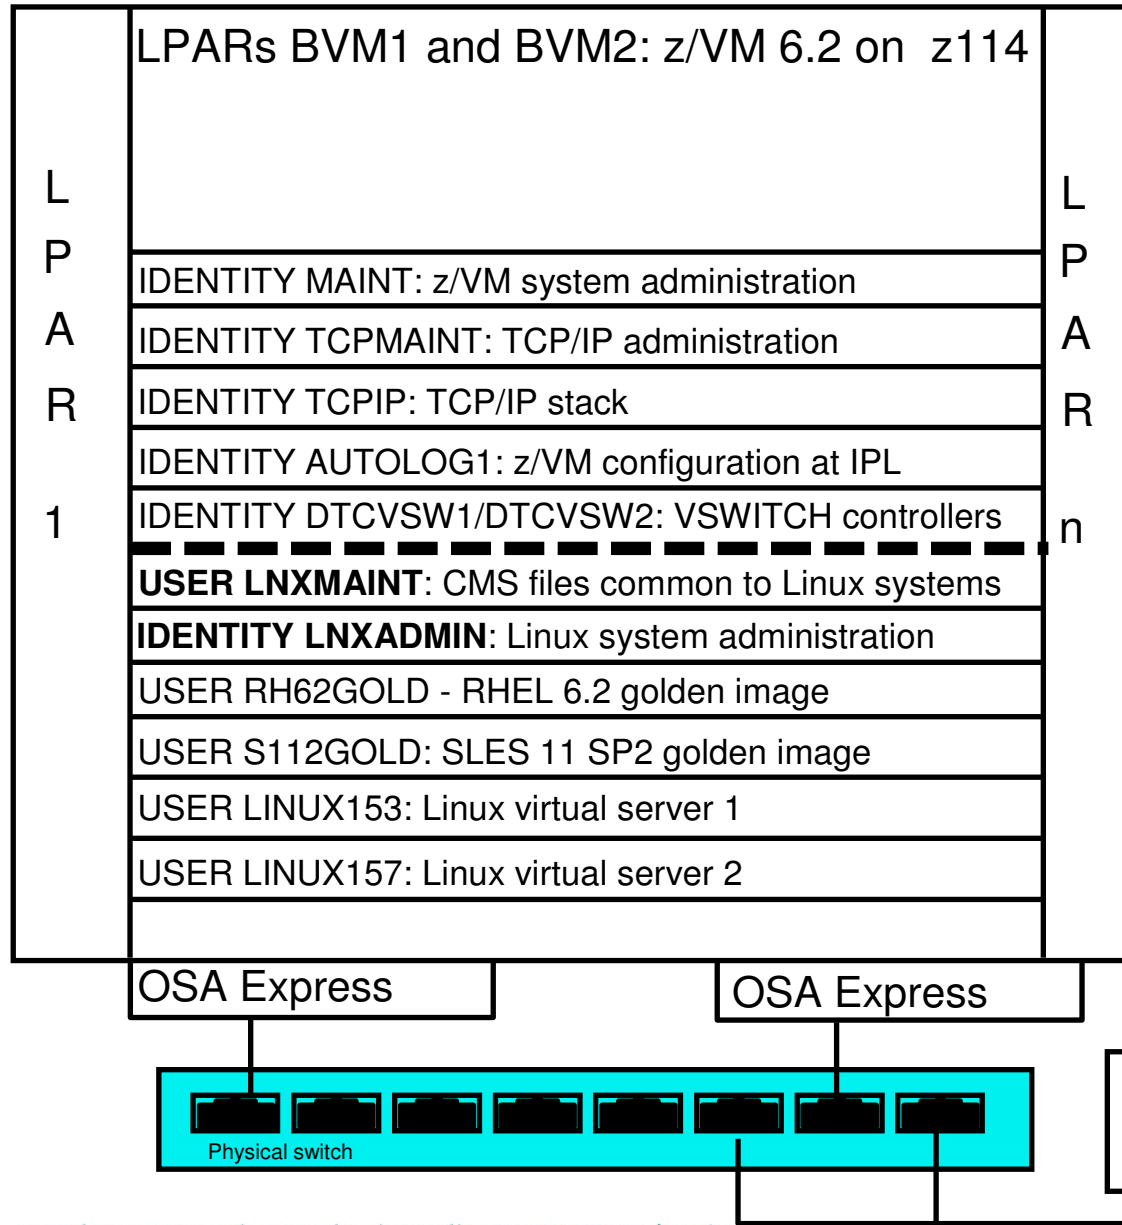 LPARs BVM1 and BVM2: z/VM 6.2 on z114
L
P
A
R
1
L
P
A
R
n
IDENTITY MAINT: z/VM system administration
IDENTITY TCPMAINT: TCP/IP administration
IDENTITY TCPIP: TCP/IP stack
IDENTITY AUTOLOG1: z/VM configuration at IPL
IDENTITY DTCVSW1/DTCVSW2: VSWITCH controllers
USER LNXMAINT: CMS files common to Linux systems
IDENTITY LNXADMIN: Linux system administration
USER RH62GOLD - RHEL 6.2 golden image
USER S112GOLD: SLES 11 SP2 golden image
USER LINUX153: Linux virtual server 1
USER LINUX157: Linux virtual server 2
OSA Express
OSA Express
Physical switch